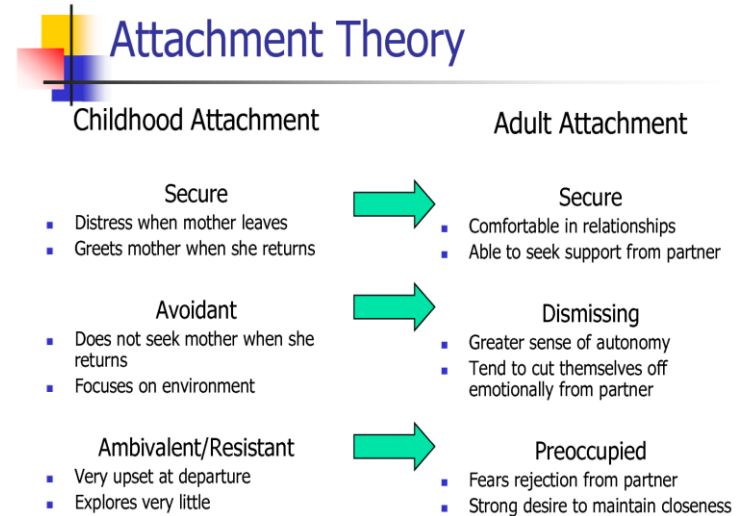 Attachment Theory
Childhood Attachment
Secure
Distress when mother leaves
Greets mother when she returns
Avoidant
Does not seek mother when she
returns
Focuses on environment
Ambivalent/Resistant
Very upset at departure
Explores very little
Adult Attachment
Secure
Comfortable in relationships
Able to seek support from partner
Dismissing
Greater sense of autonomy
Tend to cut themselves off
emotionally from partner
Preoccupied
Fears rejection from partner
Strong desire to maintain closeness